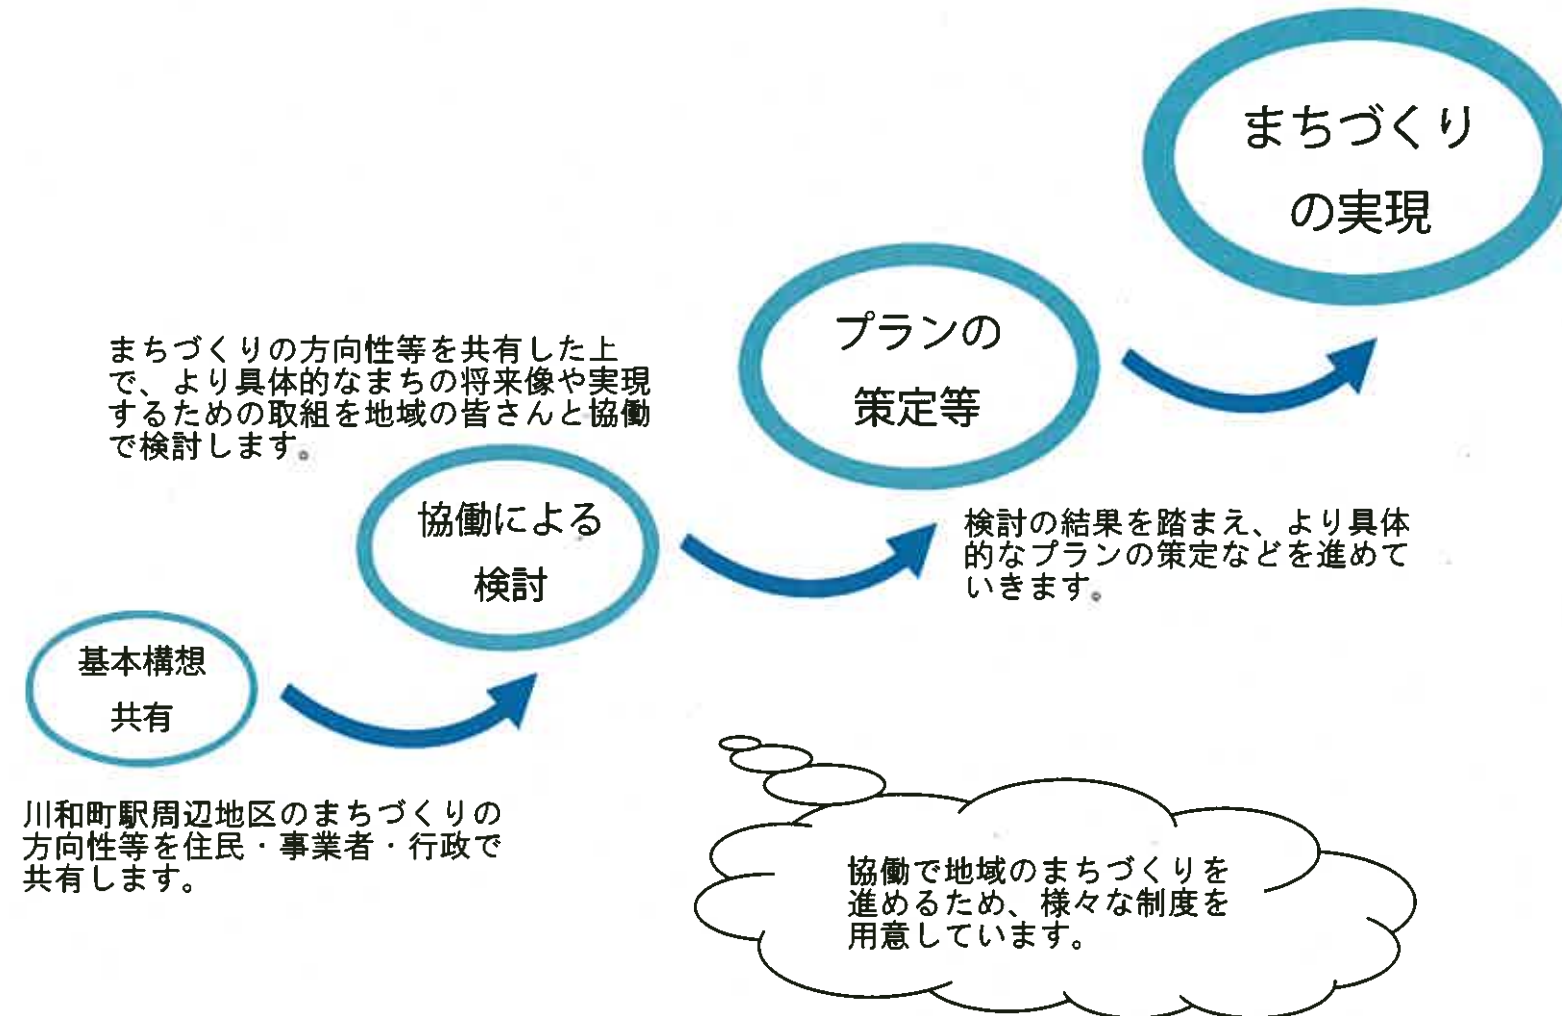 まちづくり
の実現
プランの
策定等
まちづくりの方向性等を共有した上
で、より具体的なまちの将来像や実現
するための取組を地域の皆さんと協働
で検討します。
協働による
検討
検討の結果を踏まえ、より具体
的なプランの策定などを進めて
いきます。
基本構想
共有
川和町駅周辺地区のまちづくりの
方向性等を住民・事業者・行政で
共有します。
協働で地域のまちづくりを
進めるため、様々な制度を
用意しています。